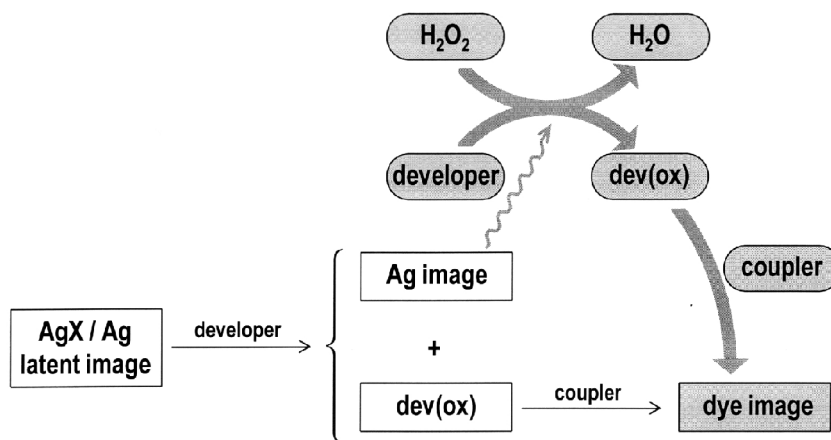 H₂O₂
H₂O
developer
dev(ox)
Ag image
coupler
AgX / Ag
latent image
developer
+
dev(ox)
coupler
dye image